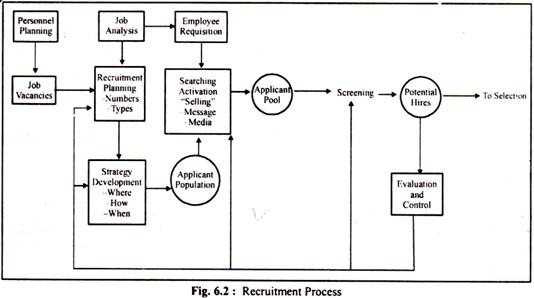 Personnel
Planning
Job
Analysis
Employee
Requisition
Job
Vacancies
Recruitment
Planning
-Numbers
-Types
Searching
Activation
"Selling"
-Message
-Media
Applicant
Pool
Screening
Potential
Hires
To Selection
Strategy
Development
-Where
-How
-When
Applicant
Population
Evaluation
and
Control
Fig. 6.2 : Recruitment Process